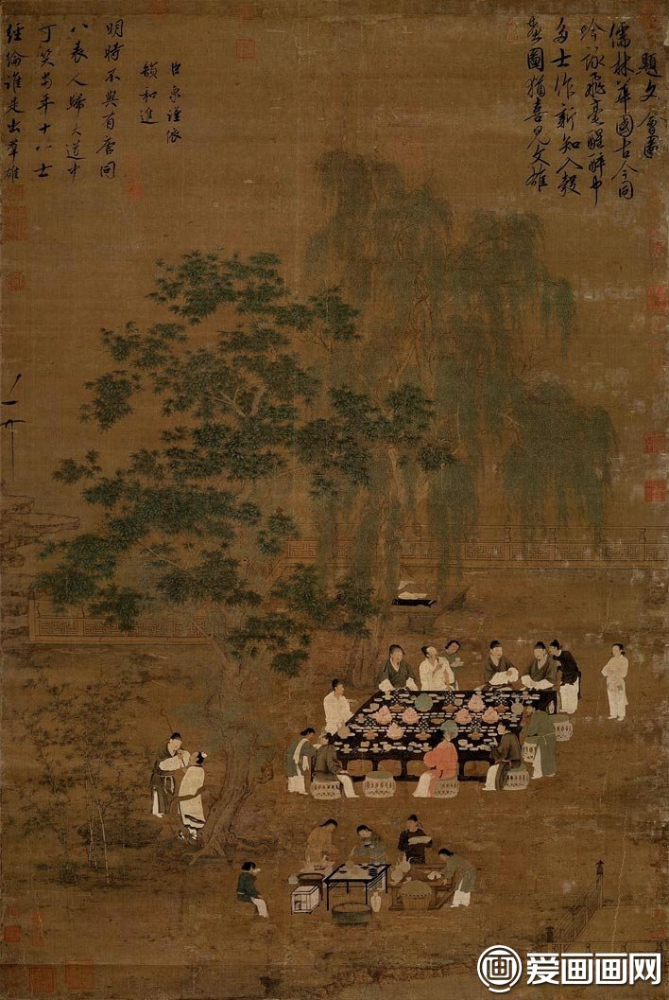 題文會圖
儒林華國古今同
吟詠飛毫醒醉中
多士作新知入彀
畫圖猶喜見文雄
臣京謹依
韻和進
明時不與有唐同
八表人歸大道中
可笑當年十八士
經綸誰是出羣雄
画 爱画画网